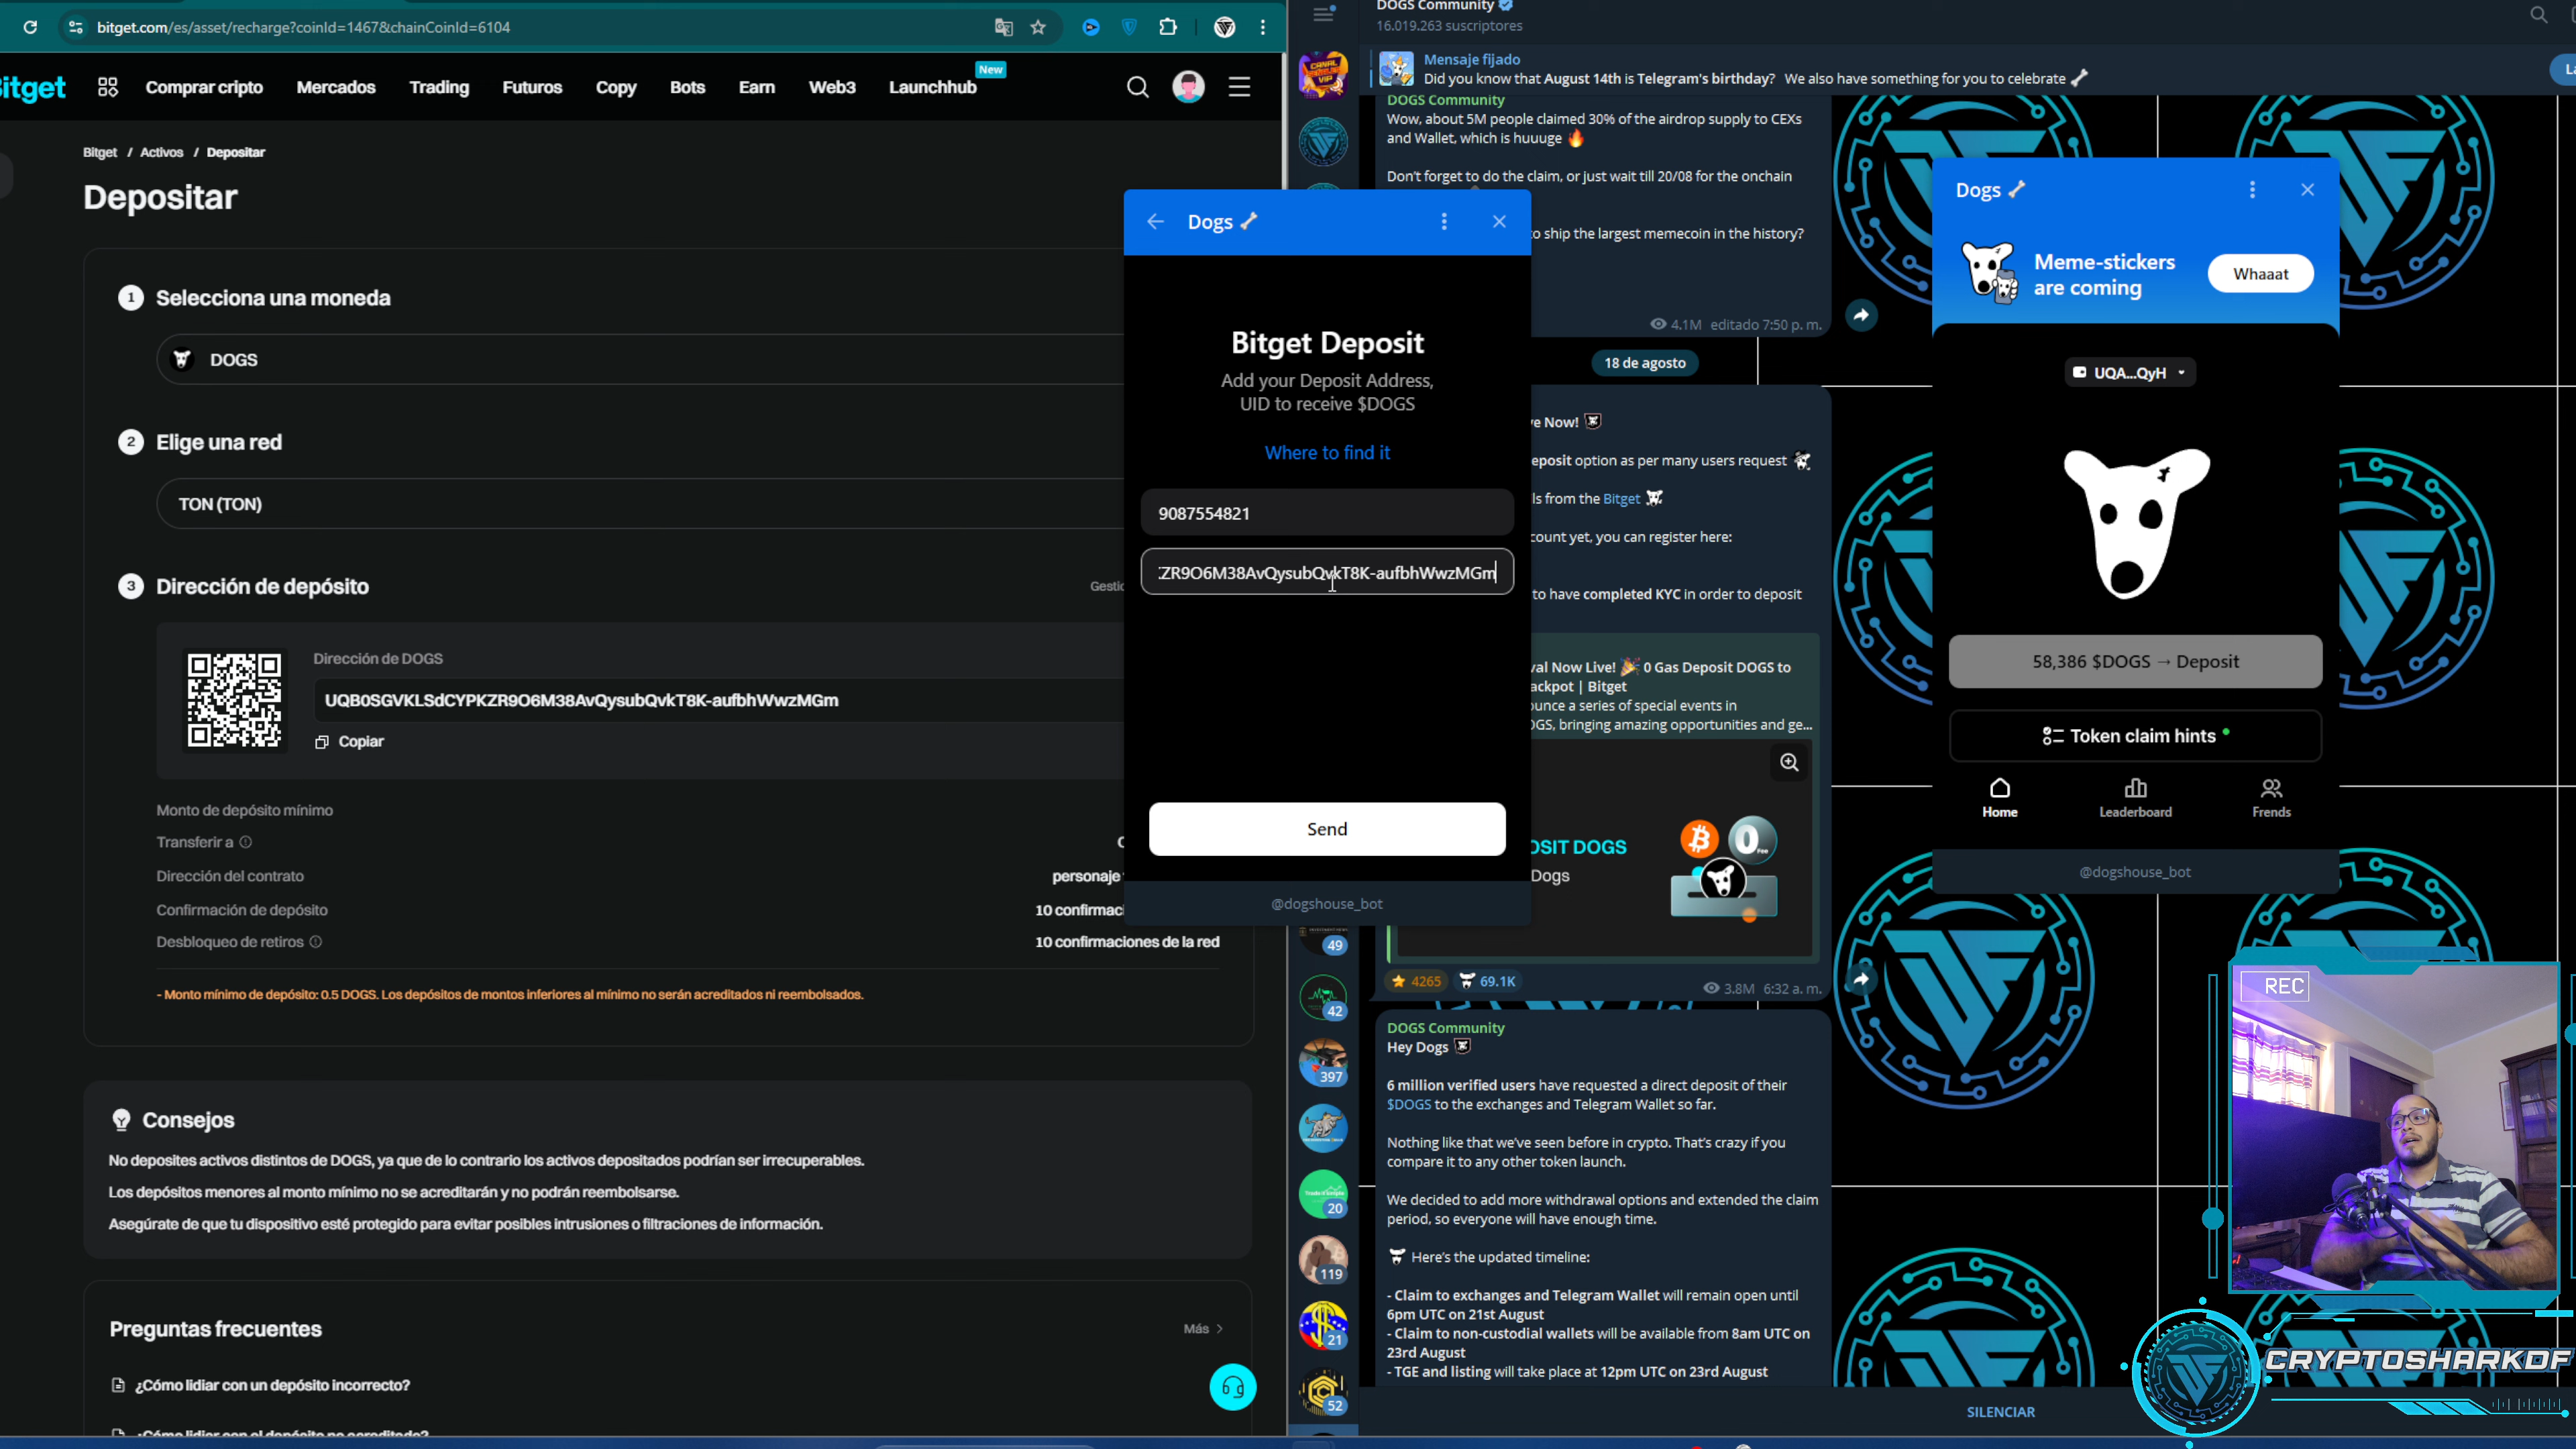 bitget.com/es/asset/recharge?coinId=1467&chainCoinId=6104
itget
Comprar cripto
Mercados
Trading
Futuros
Copy
Bots
Earn
Web3
Launchhub
New
Bitget / Activos / Depositar
Depositar
1 Selecciona una moneda
DOGS
2 Elige una red
TON (TON)
3 Dirección de depósito
Dirección de DOGS
UQB0SGVKLSdCYPKZR9O6M38AvQysubQvkT8K-aufbhWwzMGm
Copiar
Monto de depósito mínimo
Transferir a
Dirección del contrato
personaje
Confirmación de depósito
Desbloqueo de retiros
10 confirmaciones de la red
- Monto mínimo de depósito: 0.5 DOGS. Los depósitos de montos inferiores al mínimo no serán acreditados ni reembolsados.
Consejos
No deposites activos distintos de DOGS, ya que de lo contrario los activos depositados podrían ser irrecuperables.
Los depósitos menores al monto mínimo no se acreditarán y no podrán reembolsarse.
Asegúrate de que tu dispositivo esté protegido para evitar posibles intrusiones o filtraciones de información.
Preguntas frecuentes
Más >
¿Cómo lidiar con un depósito incorrecto?
Dogs
Bitget Deposit
Add your Deposit Address,
UID to receive $DOGS
Where to find it
9087554821
ZR9O6M38AvQysubQvkT8K-aufbhWwzMGm
Send
@dogshouse_bot
DOGS Community
16.019.263 suscriptores
Mensaje fijado
Did you know that August 14th is Telegram's birthday? We also have something for you to celebrate
DOGS Community
Wow, about 5M people claimed 30% of the airdrop supply to CEXs
and Wallet, which is huuuge
Don't forget to do the claim, or just wait till 20/08 for the onchain
to ship the largest memecoin in the history?
4.1M editado 7:50 p. m.
18 de agosto
Now!
option as per many users request
from the Bitget
yet, you can register here:
to have completed KYC in order to deposit
Now Live! 0 Gas Deposit DOGS to
| Bitget
a series of special events in
bringing amazing opportunities and ge...
DOGS
Dogs
0
Fee
4265 69.1K
3.8M 6:32 a. m.
DOGS Community
Hey Dogs
6 million verified users have requested a direct deposit of their
$DOGS to the exchanges and Telegram Wallet so far.
Nothing like that we've seen before in crypto. That's crazy if you
compare it to any other token launch.
We decided to add more withdrawal options and extended the claim
period, so everyone will have enough time.
Here's the updated timeline:
- Claim to exchanges and Telegram Wallet will remain open until
6pm UTC on 21st August
- Claim to non-custodial wallets will be available from 8am UTC on
23rd August
- TGE and listing will take place at 12pm UTC on 23rd August
SILENCIAR
CANAL
VIP
49
42
397
20
119
21
52
Dogs
Meme-stickers
are coming
Whaaat
UQA...QyH
58,386 $DOGS → Deposit
Token claim hints
Home
Leaderboard
Frends
@dogshouse_bot
REC
CRYPTOSHARKDF